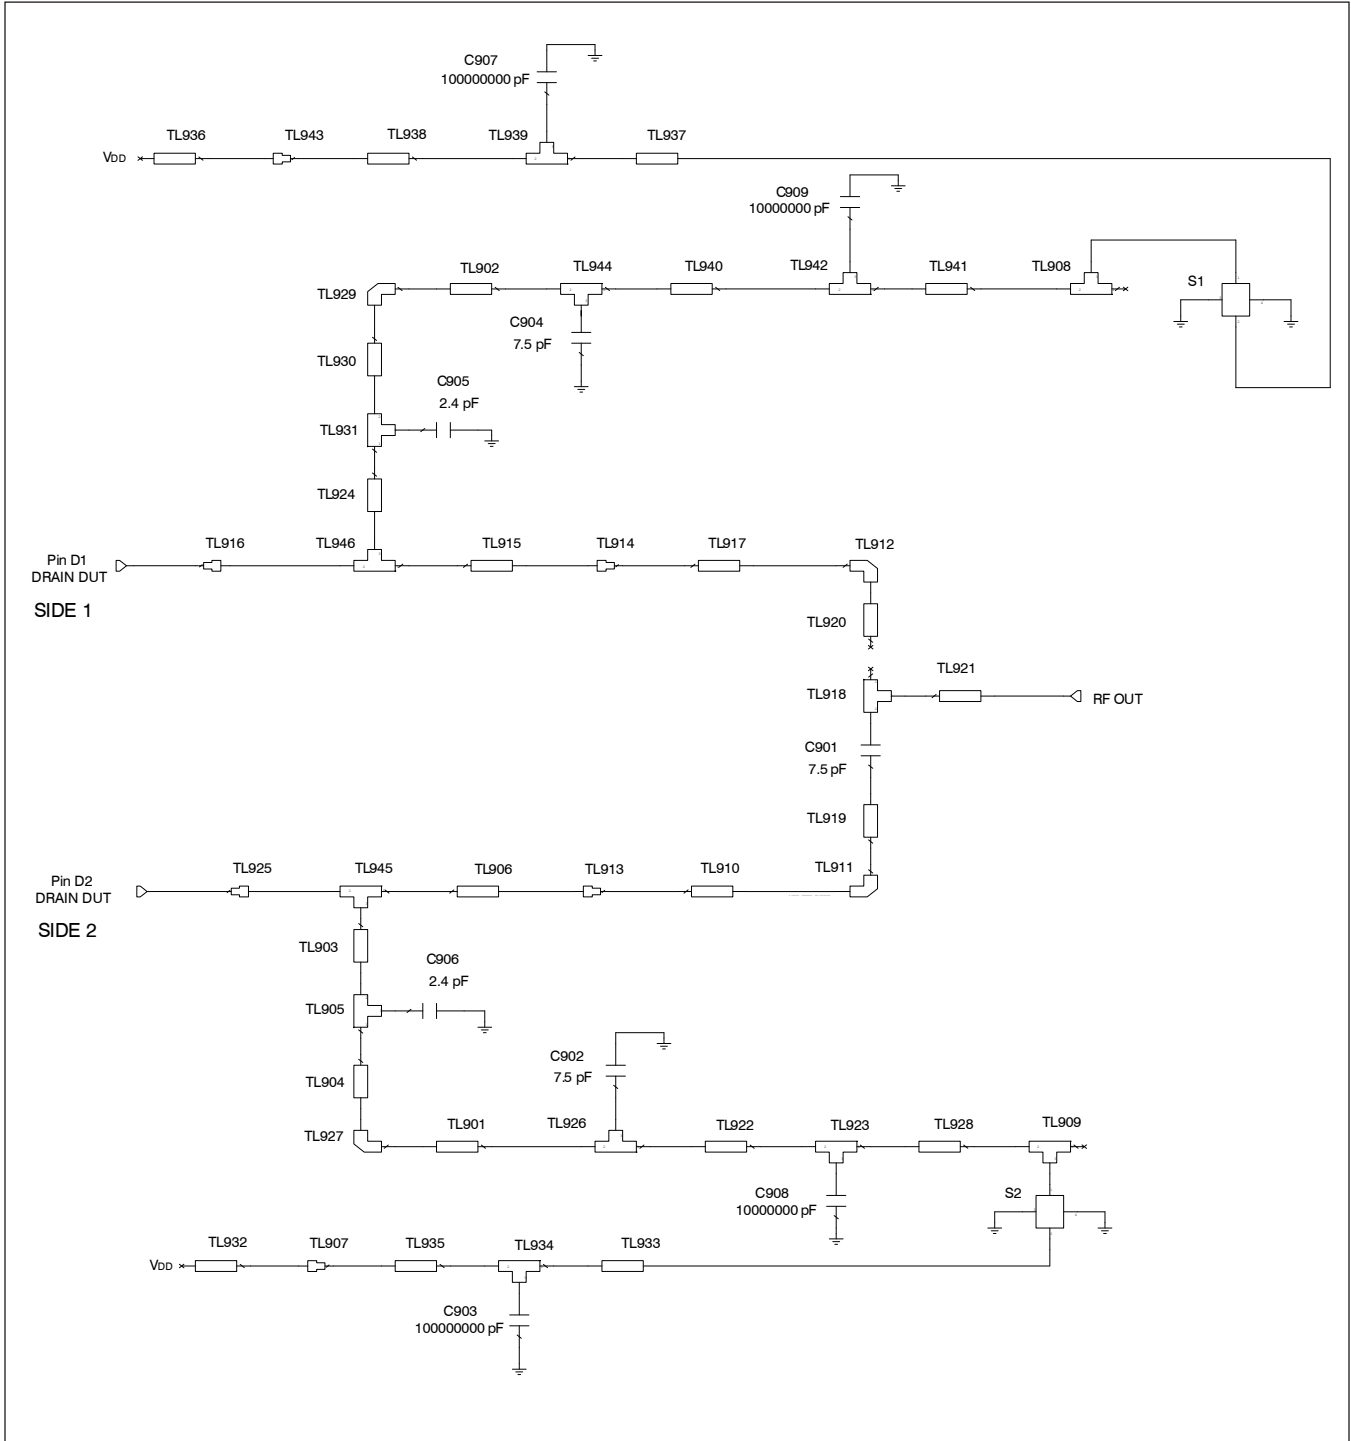 C907
100000000 pF
TL936
TL943
TL938
TL939
TL937
VDD
C909
10000000 pF
TL902
TL944
TL940
TL942
TL941
TL908
S1
TL929
C904
7.5 pF
TL930
C905
2.4 pF
TL931
TL924
Pin D1
DRAIN DUT
SIDE 1
TL916
TL946
TL915
TL914
TL917
TL912
TL920
TL921
TL918
RF OUT
C901
7.5 pF
TL919
Pin D2
DRAIN DUT
SIDE 2
TL925
TL945
TL906
TL913
TL910
TL911
TL903
C906
2.4 pF
TL905
C902
7.5 pF
TL904
TL927
TL901
TL926
TL922
TL923
TL928
TL909
C908
10000000 pF
S2
TL932
TL907
TL935
TL934
TL933
VDD
C903
100000000 pF